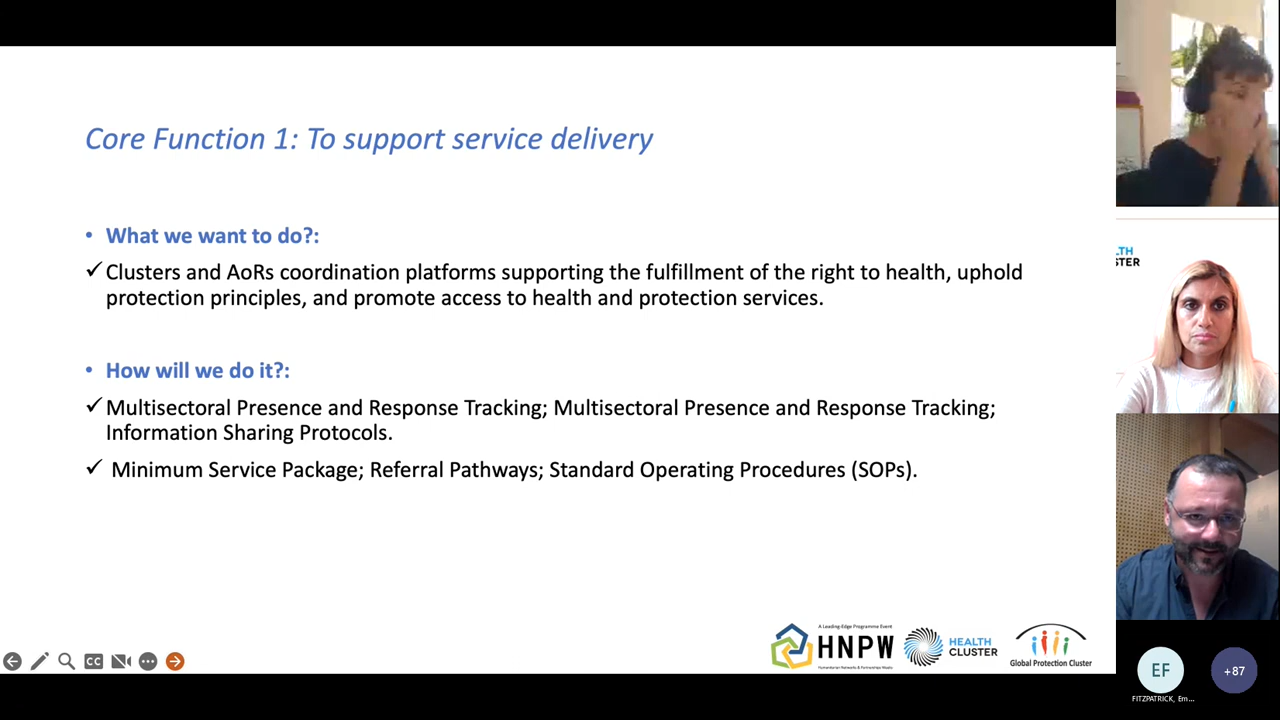 Core Function 1: To support service delivery
• What we want to do?:
✓ Clusters and AoRs coordination platforms supporting the fulfillment of the right to health, uphold
protection principles, and promote access to health and protection services.
• How will we do it?:
✓ Multisectoral Presence and Response Tracking; Multisectoral Presence and Response Tracking;
Information Sharing Protocols.
✓ Minimum Service Package; Referral Pathways; Standard Operating Procedures (SOPs).
CC
A Leading-Edge Programme Event
HNPW
Humanitarian Networks & Partnerships Weeks
HEALTH
CLUSTER
Global Protection Cluster
LTH
STER
EF
+87
FITZPATRICK, Em...